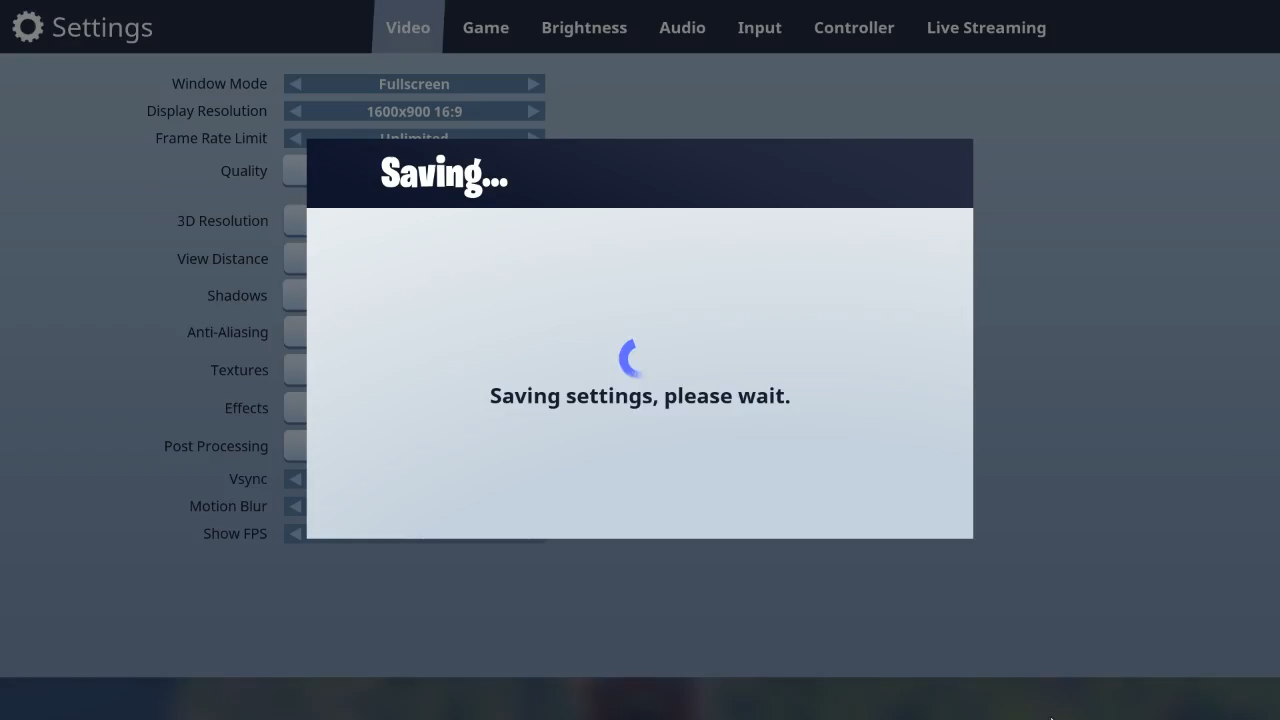 Settings
Video Game Brightness Audio Input Controller Live Streaming
Window Mode Fullscreen
Display Resolution 1600x900 16:9
Frame Rate Limit Unlimited
Saving...
Quality
3D Resolution
View Distance
Shadows
Anti-Aliasing
Textures
Saving settings, please wait.
Effects
Post Processing
Vsync
Motion Blur
Show FPS